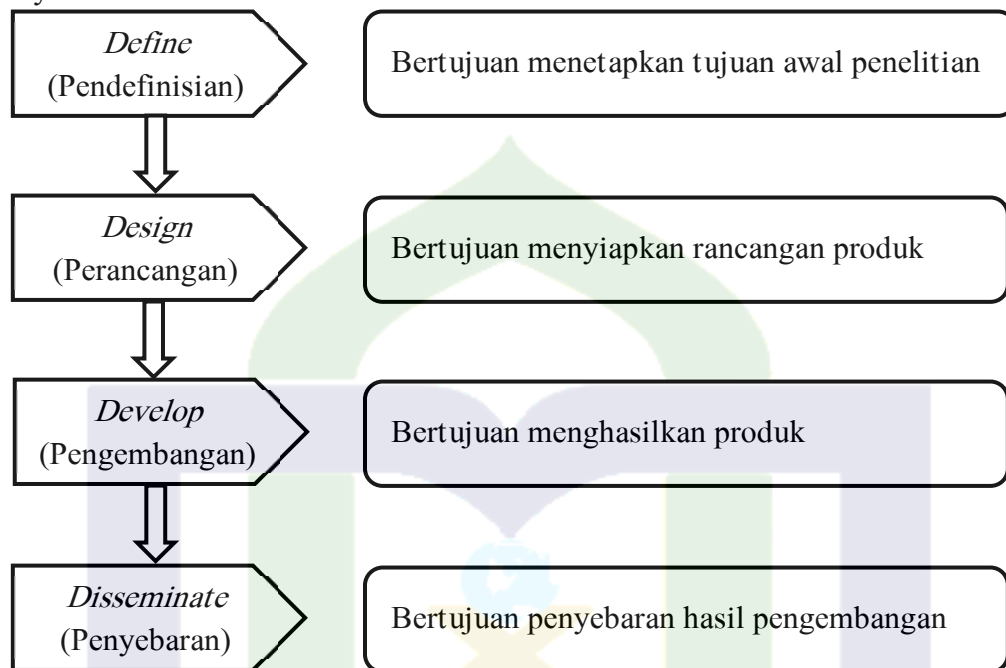 Define
(Pendefinisian)
Bertujuan menetapkan tujuan awal penelitian
Design
(Perancangan)
Bertujuan menyiapkan rancangan produk
Develop
(Pengembangan)
Bertujuan menghasilkan produk
Disseminate
(Penyebaran)
Bertujuan penyebaran hasil pengembangan